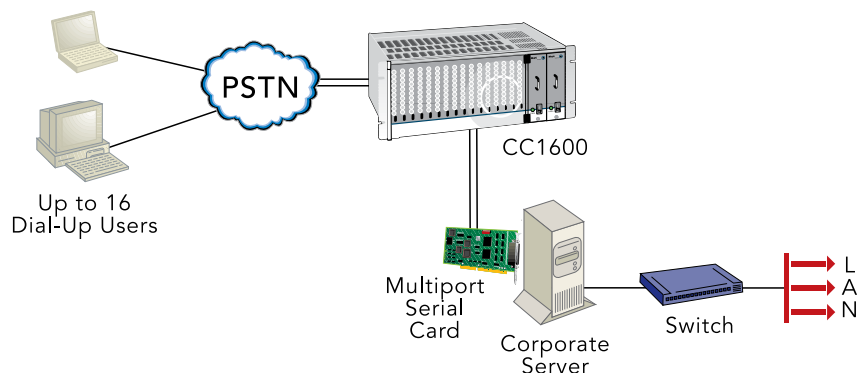 PSTN
CC1600
Up to 16
Dial-Up Users
Multiport
Serial
Card
Corporate
Server
Switch
L
A
N